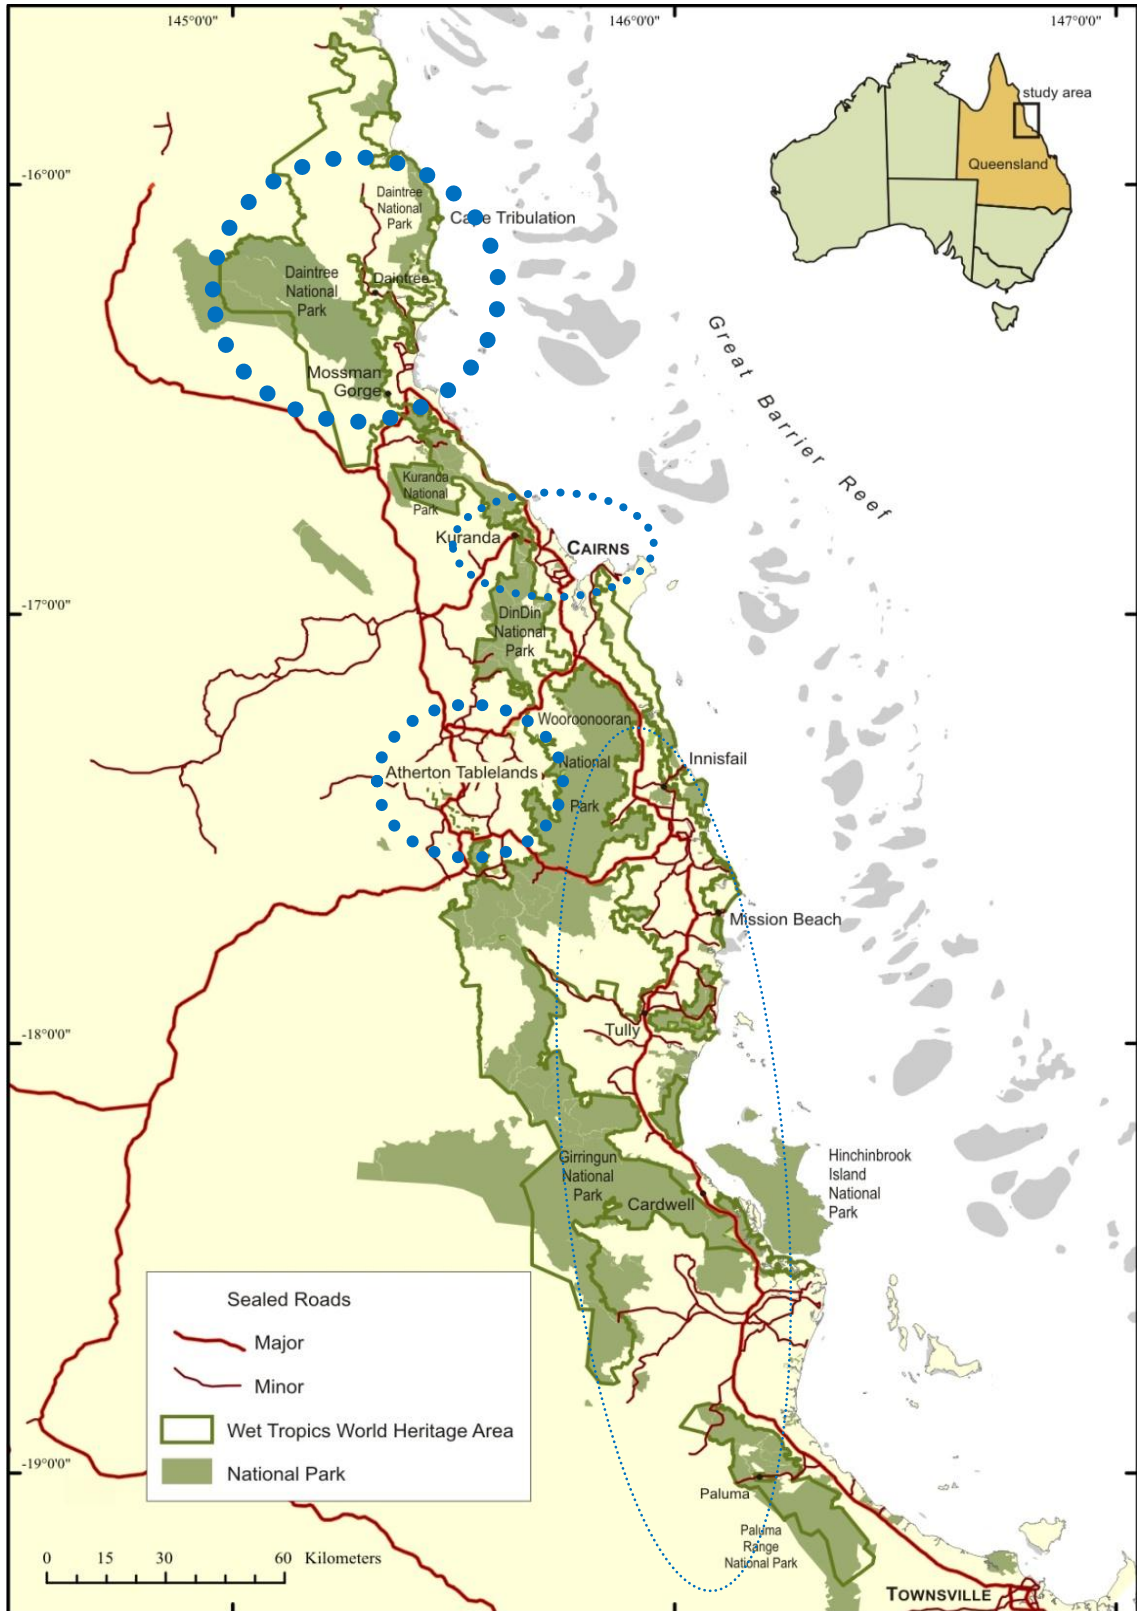 145°0'0"
146°0'0"
147°0'0"
study area
Queensland
-16°0'0"
Daintree
National
Park
Cape Tribulation
Daintree
National
Park
Daintree
Mossman
Gorge
Great Barrier Reef
Kuranda
National
Park
Kuranda
CAIRNS
-17°0'0"
DinDin
National
Park
Wooroonooran
National
Park
Innisfail
Atherton Tablelands
Mission Beach
-18°0'0"
Tully
Girringun
National
Park
Cardwell
Hinchinbrook
Island
National
Park
Sealed Roads
Major
Minor
Wet Tropics World Heritage Area
National Park
-19°0'0"
Paluma
Paluma
Range
National Park
0 15 30 60 Kilometers
TOWNSVILLE